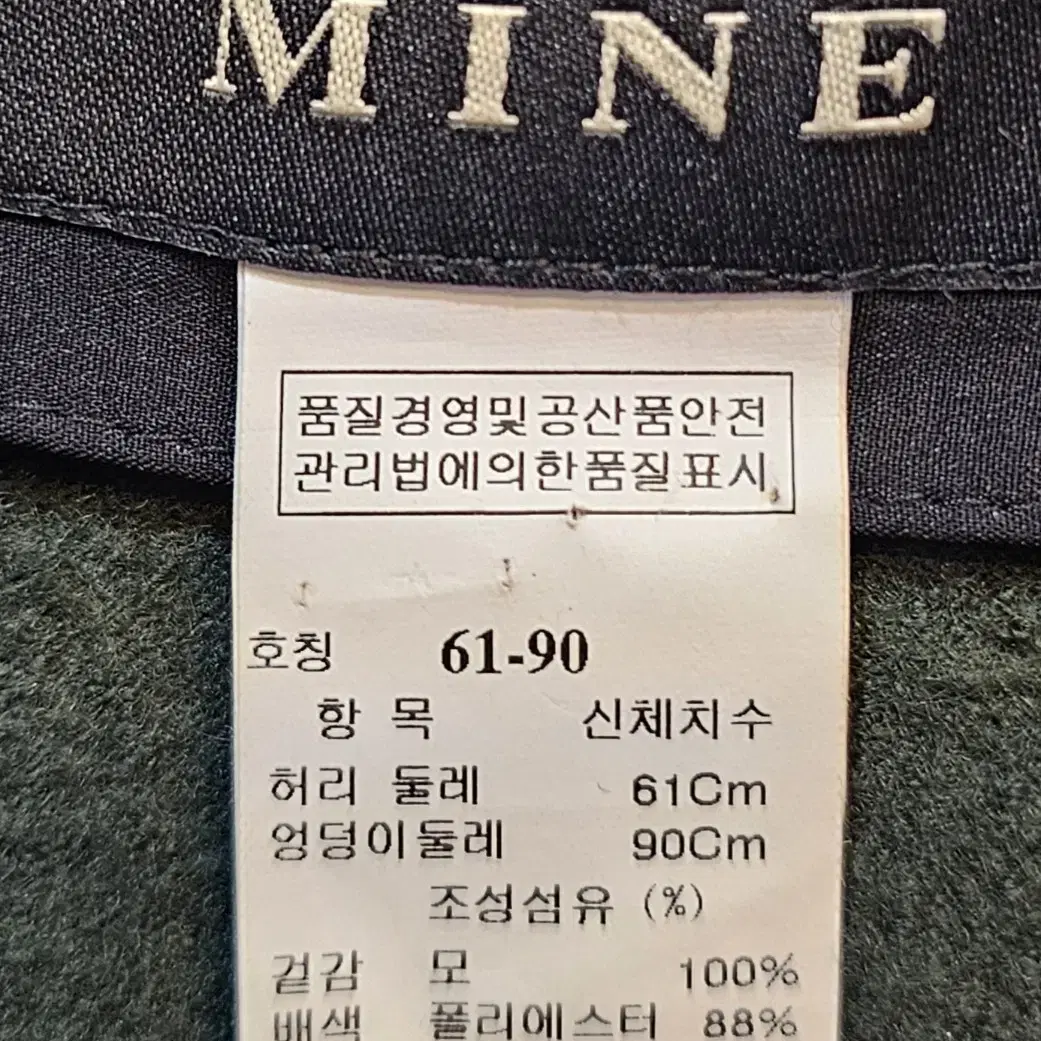 MINE
품질경영및공산품안전
관리법에의한품질표시
호칭 61-90
항 목 신체치수
허리 둘레 61Cm
엉덩이둘레 90Cm
조성섬유 (%)
겉감 모 100%
배색 폴리에스터 88%